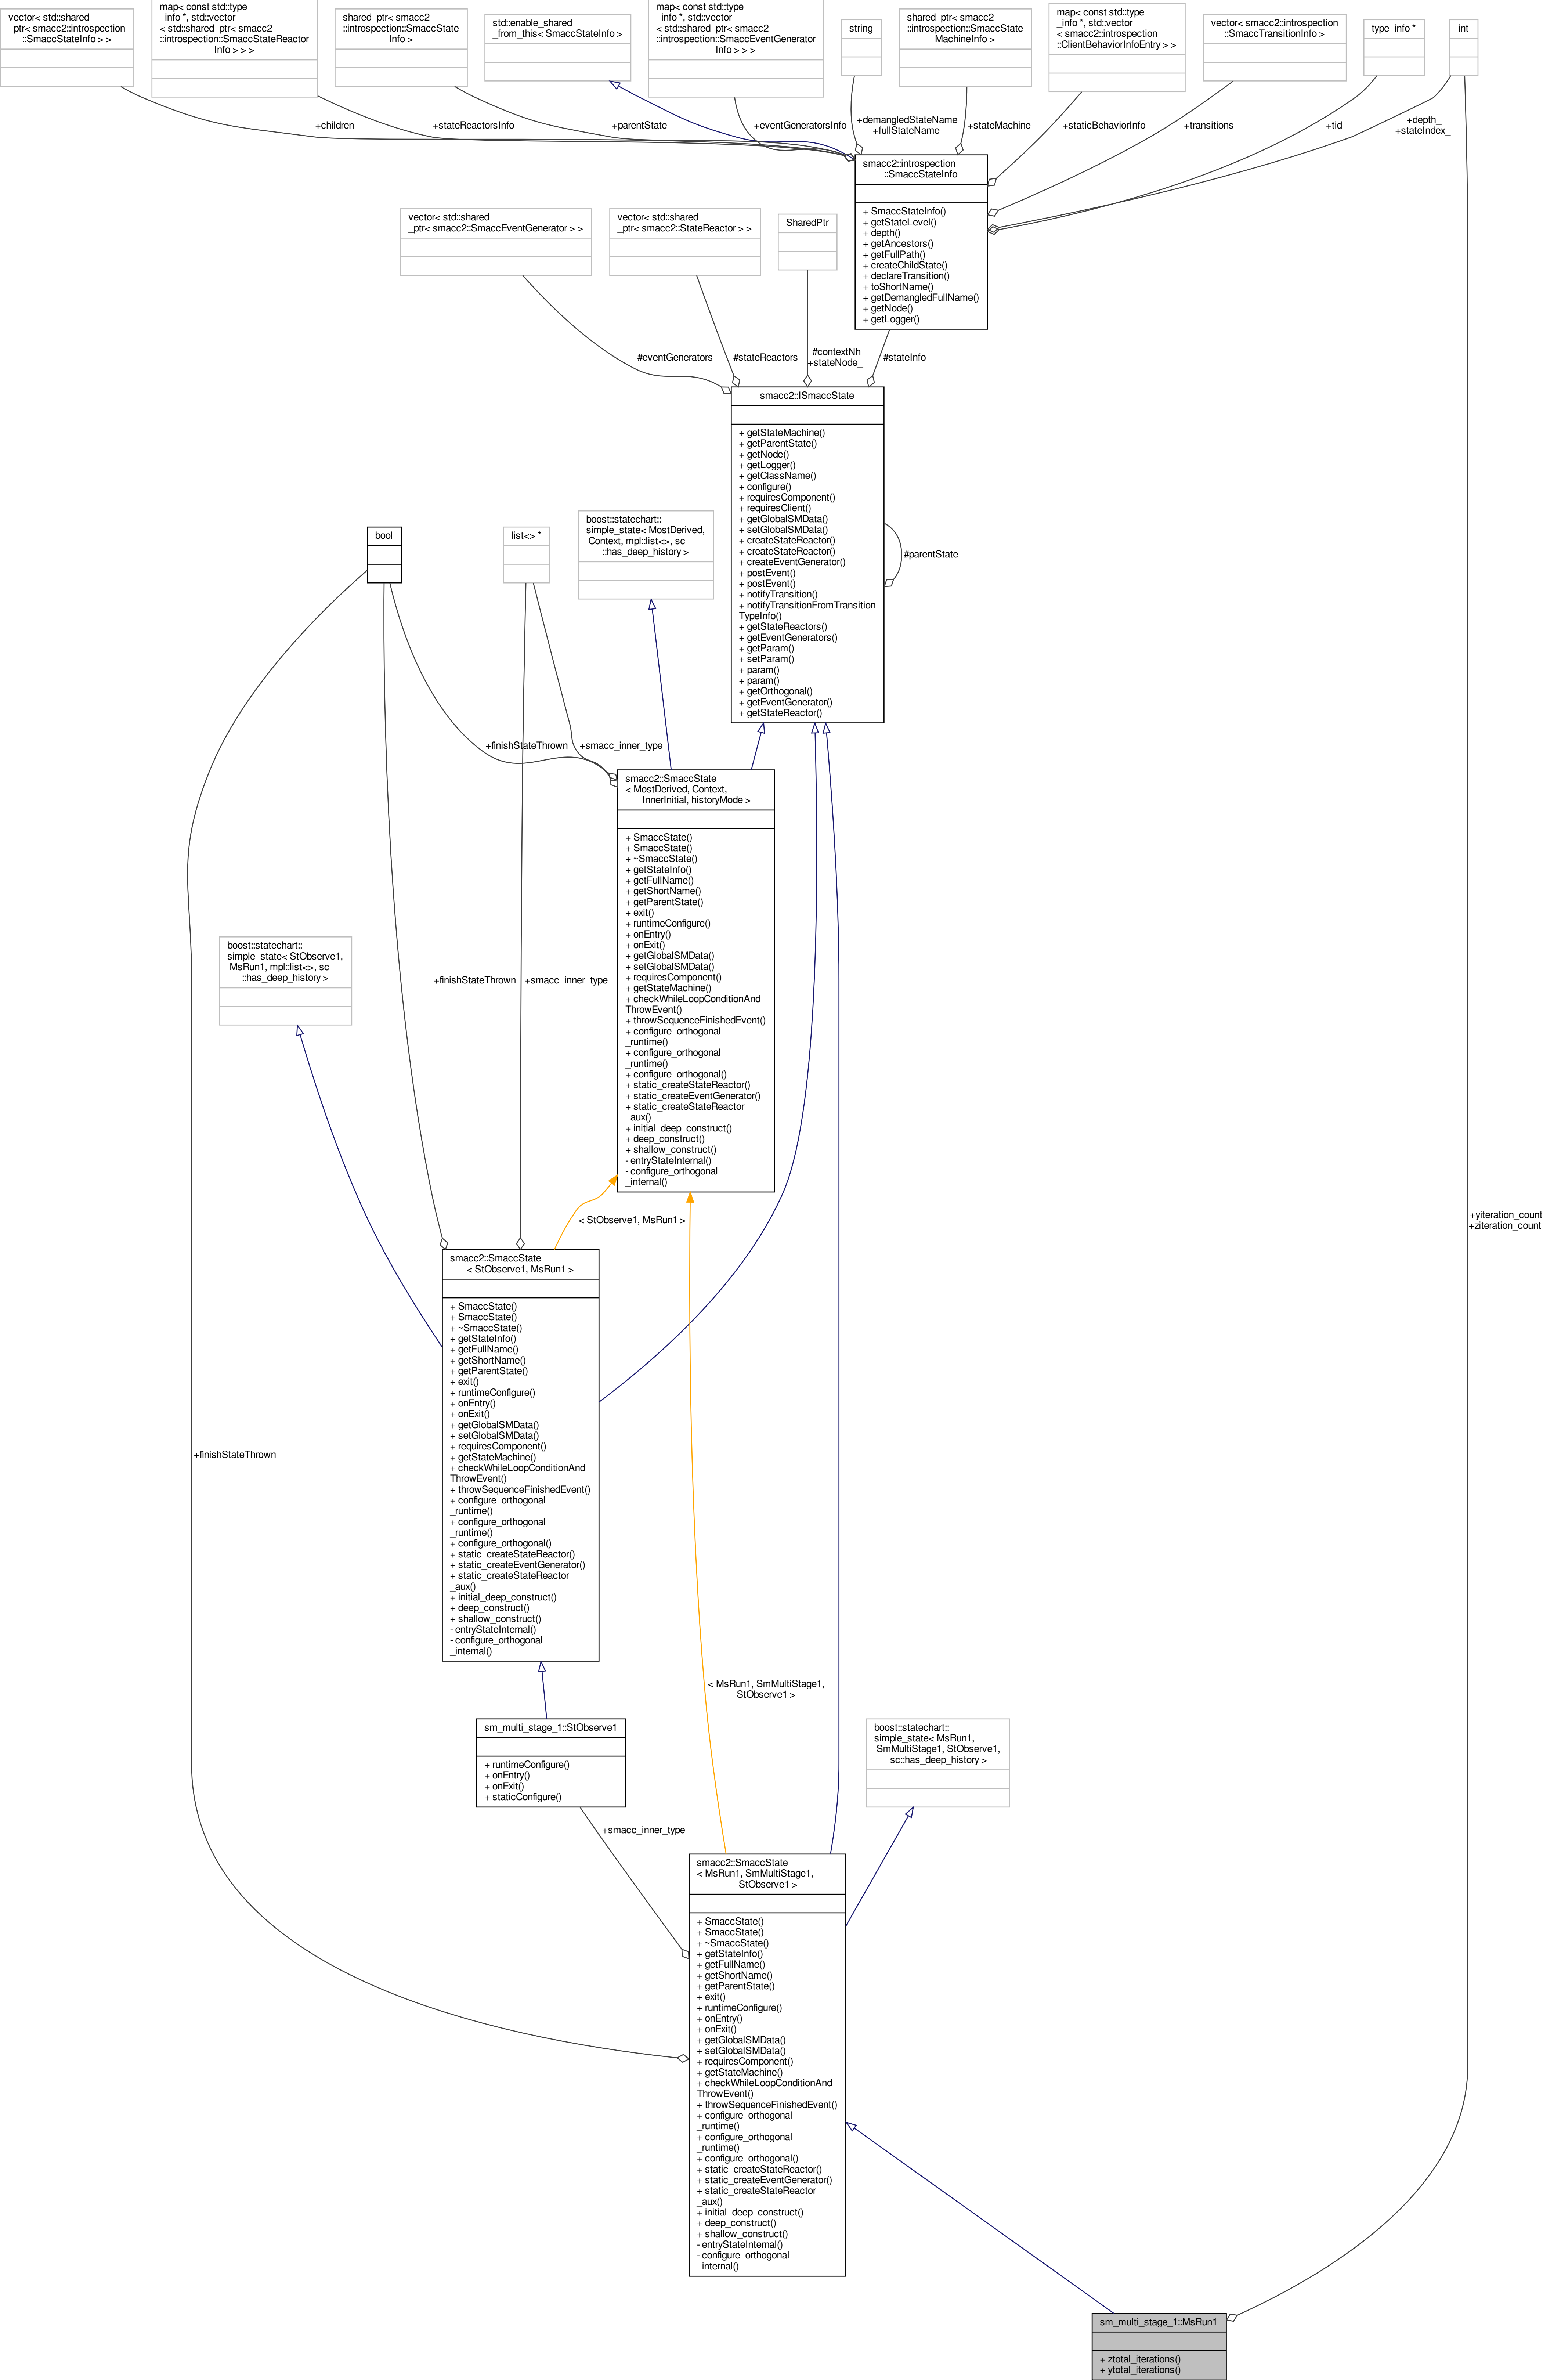 vector< std::shared
_ptr< smacc2::introspection
::SmaccStateInfo > >
map< const std::type
_info *, std::vector
< std::shared_ptr< smacc2
::introspection::SmaccStateReactor
Info > > >
shared_ptr< smacc2
::introspection::SmaccState
Info >
std::enable_shared
_from_this< SmaccStateInfo >
map< const std::type
_info *, std::vector
< std::shared_ptr< smacc2
::introspection::SmaccEventGenerator
Info > > >
string
shared_ptr< smacc2
::introspection::SmaccState
MachineInfo >
map< const std::type
_info *, std::vector
< smacc2::introspection
::ClientBehaviorInfoEntry > >
vector< smacc2::introspection
::SmaccTransitionInfo >
type_info *
int
+children_
+stateReactorsInfo
+parentState_
+eventGeneratorsInfo
+demangledStateName
+fullStateName
+stateMachine_
+staticBehaviorInfo
+transitions_
+tid_
+depth_
+stateIndex_
smacc2::introspection
::SmaccStateInfo
+ SmaccStateInfo()
+ getStateLevel()
+ depth()
+ getAncestors()
+ getFullPath()
+ createChildState()
+ declareTransition()
+ toShortName()
+ getDemangledFullName()
+ getNode()
+ getLogger()
vector< std::shared
_ptr< smacc2::SmaccEventGenerator > >
vector< std::shared
_ptr< smacc2::StateReactor > >
SharedPtr
#eventGenerators_
#stateReactors_
#contextNh
+stateNode_
#stateInfo_
smacc2::ISmaccState
+ getStateMachine()
+ getParentState()
+ getNode()
+ getLogger()
+ getClassName()
+ configure()
+ requiresComponent()
+ requiresClient()
+ getGlobalSMData()
+ setGlobalSMData()
+ createStateReactor()
+ createStateReactor()
+ createEventGenerator()
+ postEvent()
+ postEvent()
+ notifyTransition()
+ notifyTransitionFromTransition
TypeInfo()
+ getStateReactors()
+ getEventGenerators()
+ getParam()
+ setParam()
+ param()
+ param()
+ getOrthogonal()
+ getEventGenerator()
+ getStateReactor()
#parentState_
bool
list<> *
boost::statechart::
simple_state< MostDerived,
Context, mpl::list<>, sc
::has_deep_history >
+finishStateThrown
+smacc_inner_type
smacc2::SmaccState
< MostDerived, Context,
InnerInitial, historyMode >
+ SmaccState()
+ SmaccState()
+ ~SmaccState()
+ getStateInfo()
+ getFullName()
+ getShortName()
+ getParentState()
+ exit()
+ runtimeConfigure()
+ onEntry()
+ onExit()
+ getGlobalSMData()
+ setGlobalSMData()
+ requiresComponent()
+ getStateMachine()
+ checkWhileLoopConditionAnd
ThrowEvent()
+ throwSequenceFinishedEvent()
+ configure_orthogonal
_runtime()
+ configure_orthogonal
_runtime()
+ configure_orthogonal()
+ static_createStateReactor()
+ static_createEventGenerator()
+ static_createStateReactor
_aux()
+ initial_deep_construct()
+ deep_construct()
+ shallow_construct()
- entryStateInternal()
- configure_orthogonal
_internal()
boost::statechart::
simple_state< StObserve1,
MsRun1, mpl::list<>, sc
::has_deep_history >
+finishStateThrown
+smacc_inner_type
< StObserve1, MsRun1 >
+yiteration_count
+ziteration_count
smacc2::SmaccState
< StObserve1, MsRun1 >
+ SmaccState()
+ SmaccState()
+ ~SmaccState()
+ getStateInfo()
+ getFullName()
+ getShortName()
+ getParentState()
+ exit()
+ runtimeConfigure()
+ onEntry()
+ onExit()
+ getGlobalSMData()
+ setGlobalSMData()
+ requiresComponent()
+ getStateMachine()
+ checkWhileLoopConditionAnd
ThrowEvent()
+ throwSequenceFinishedEvent()
+ configure_orthogonal
_runtime()
+ configure_orthogonal
_runtime()
+ configure_orthogonal()
+ static_createStateReactor()
+ static_createEventGenerator()
+ static_createStateReactor
_aux()
+ initial_deep_construct()
+ deep_construct()
+ shallow_construct()
- entryStateInternal()
- configure_orthogonal
_internal()
+finishStateThrown
< MsRun1, SmMultiStage1,
StObserve1 >
sm_multi_stage_1::StObserve1
+ runtimeConfigure()
+ onEntry()
+ onExit()
+ staticConfigure()
boost::statechart::
simple_state< MsRun1,
SmMultiStage1, StObserve1,
sc::has_deep_history >
+smacc_inner_type
smacc2::SmaccState
< MsRun1, SmMultiStage1,
StObserve1 >
+ SmaccState()
+ SmaccState()
+ ~SmaccState()
+ getStateInfo()
+ getFullName()
+ getShortName()
+ getParentState()
+ exit()
+ runtimeConfigure()
+ onEntry()
+ onExit()
+ getGlobalSMData()
+ setGlobalSMData()
+ requiresComponent()
+ getStateMachine()
+ checkWhileLoopConditionAnd
ThrowEvent()
+ throwSequenceFinishedEvent()
+ configure_orthogonal
_runtime()
+ configure_orthogonal
_runtime()
+ configure_orthogonal()
+ static_createStateReactor()
+ static_createEventGenerator()
+ static_createStateReactor
_aux()
+ initial_deep_construct()
+ deep_construct()
+ shallow_construct()
- entryStateInternal()
- configure_orthogonal
_internal()
sm_multi_stage_1::MsRun1
+ ztotal_iterations()
+ ytotal_iterations()